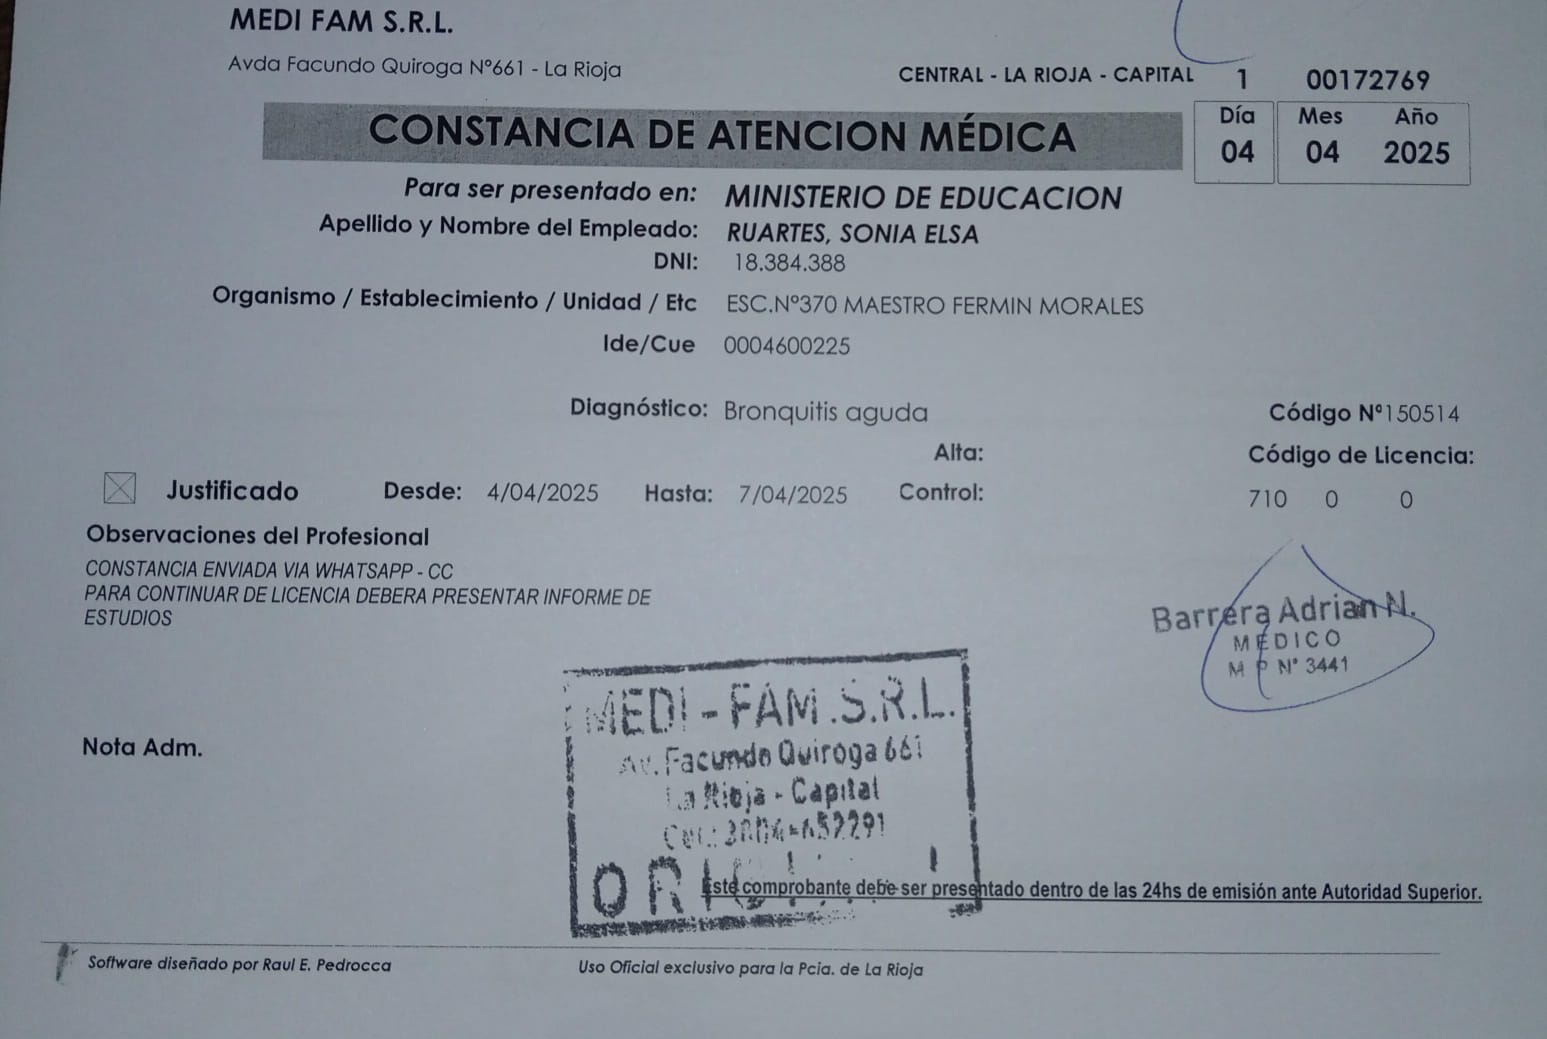 MEDI FAM S.R.L.
Avda Facundo Quiroga Nº661 - La Rioja
CENTRAL - LA RIOJA - CAPITAL 1 00172769
CONSTANCIA DE ATENCION MÉDICA
Día Mes Año
04 04 2025
Para ser presentado en: MINISTERIO DE EDUCACION
Apellido y Nombre del Empleado: RUARTES, SONIA ELSA
DNI: 18.384.388
Organismo / Establecimiento / Unidad / Etc ESC.Nº370 MAESTRO FERMIN MORALES
Ide/Cue 0004600225
Diagnóstico: Bronquitis aguda Código Nº150514
Alta: Código de Licencia:
Justificado Desde: 4/04/2025 Hasta: 7/04/2025 Control: 710 0 0
Observaciones del Profesional
CONSTANCIA ENVIADA VIA WHATSAPP - CC
PARA CONTINUAR DE LICENCIA DEBERA PRESENTAR INFORME DE
ESTUDIOS
Barrera Adrian N.
MÉDICO
M P Nº 3441
MEDI - FAM .S.R.L.
Av. Facundo Quiroga 661
La Rioja - Capital
Nota Adm.
Este comprobante debe ser presentado dentro de las 24hs de emisión ante Autoridad Superior.
Software diseñado por Raul E. Pedrocca
Uso Oficial exclusivo para la Pcia. de La Rioja